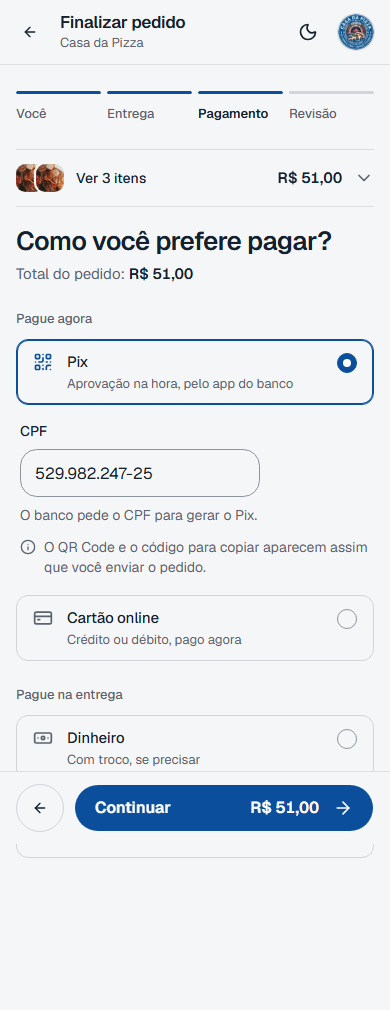 Finalizar pedido
Casa da Pizza
Você
Entrega
Pagamento
Revisão
Ver 3 itens
R$ 51,00
Como você prefere pagar?
Total do pedido: R$ 51,00
Pague agora
Pix
Aprovação na hora, pelo app do banco
CPF
529.982.247-25
O banco pede o CPF para gerar o Pix.
O QR Code e o código para copiar aparecem assim
que você enviar o pedido.
Cartão online
Crédito ou débito, pago agora
Pague na entrega
Dinheiro
Com troco, se precisar
Continuar
R$ 51,00